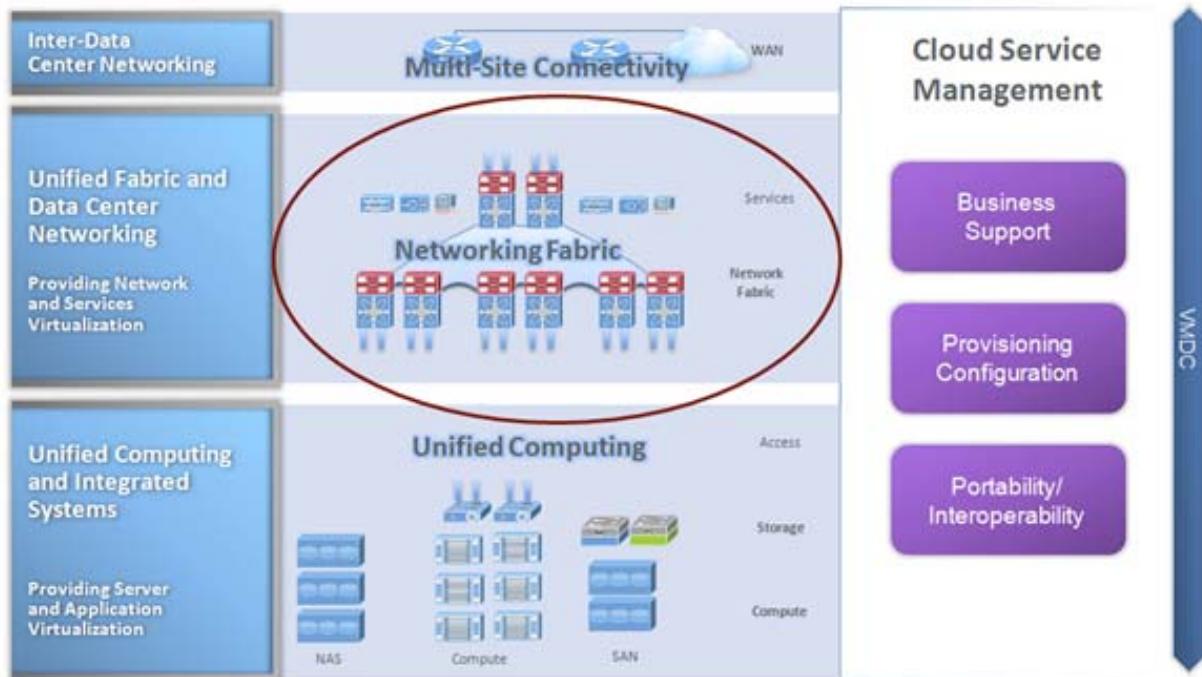 Inter-Data
Center Networking
Multi-Site Connectivity
WAN
Unified Fabric and
Data Center
Networking
Providing Network
and Services
Virtualization
Services
Networking Fabric
Network
Fabric
Unified Computing
and Integrated
Systems
Providing Server
and Application
Virtualization
Unified Computing
Access
Storage
Compute
NAS
Compute
SAN
Cloud Service
Management
Business
Support
Provisioning
Configuration
Portability/
Interoperability
VMDC